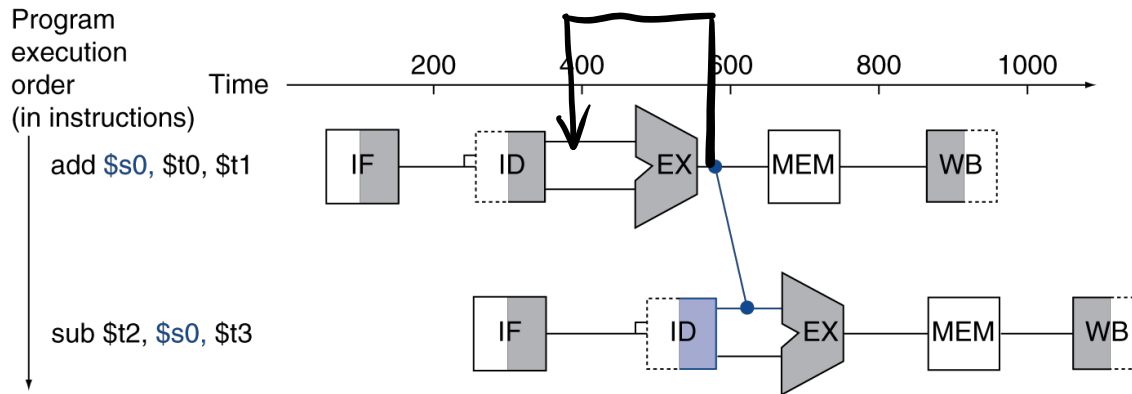 Program
execution
order
(in instructions)
Time
200 400 600 800 1000
add $s0, $t0, $t1
IF ID EX MEM WB
sub $t2, $s0, $t3
IF ID EX MEM WB